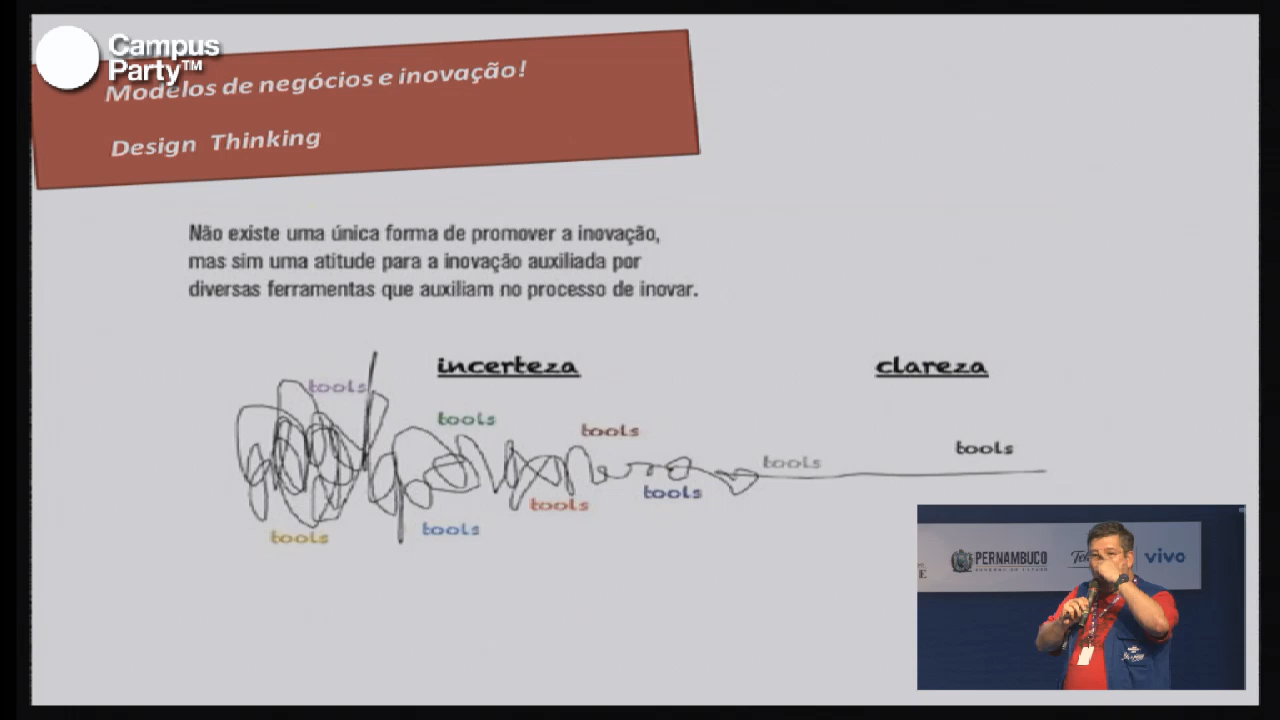 Campus
Party™
Modelos de negócios e inovação!
Design Thinking
Não existe uma única forma de promover a inovação,
mas sim uma atitude para a inovação auxiliada por
diversas ferramentas que auxiliam no processo de inovar.
incerteza
clareza
tools
tools
tools
tools
tools
tools
tools
tools
tools
PERNAMBUCO
vivo